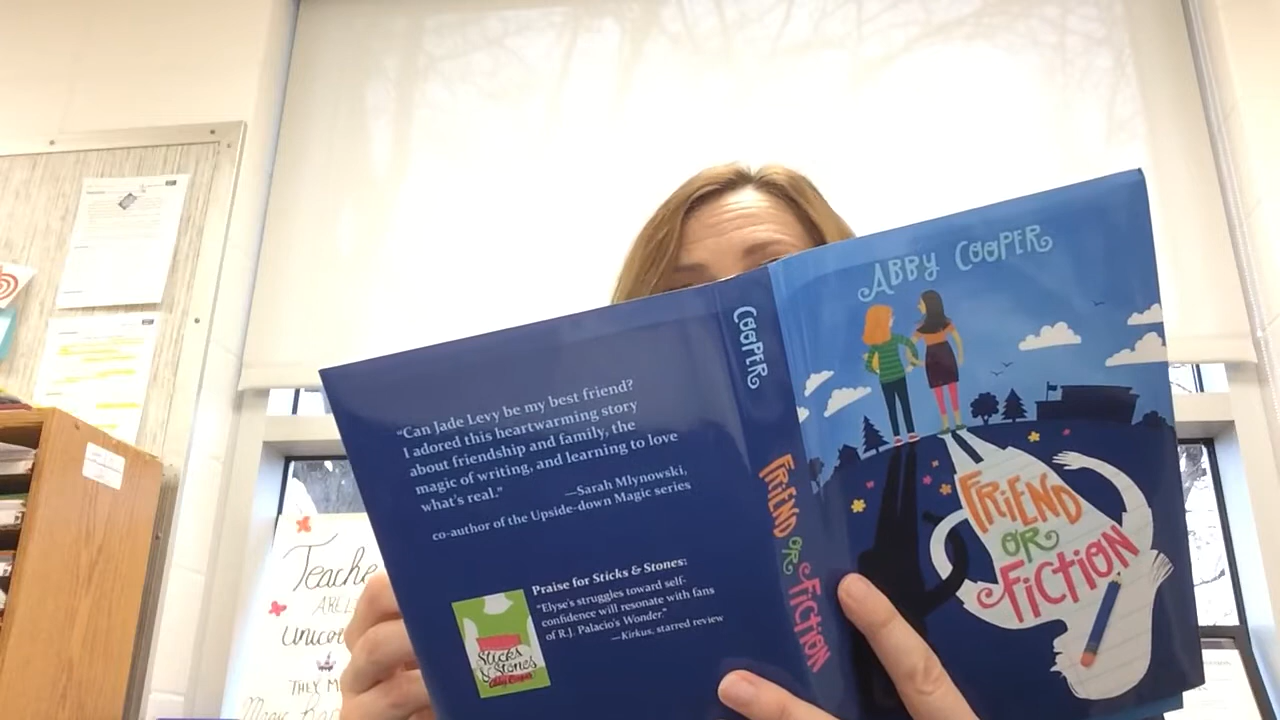 "Can Jade Levy be my best friend?
I adored this heartwarming story
about friendship and family, the
magic of writing, and learning to love
what's real."
—Sarah Mlynowski,
co-author of the Upside-down Magic series
Praise for Sticks & Stones:
"Elyse's struggles toward self-
confidence will resonate with fans
of R.J. Palacio's Wonder."
—Kirkus, starred review
Sticks
& Stones
Abby Cooper
COOPER
FRiEND OR FiCTiON
ABBY COOPER
FRiEND
OR
FiCTiON
Teache
ARE
Unico
THEY M
Magic